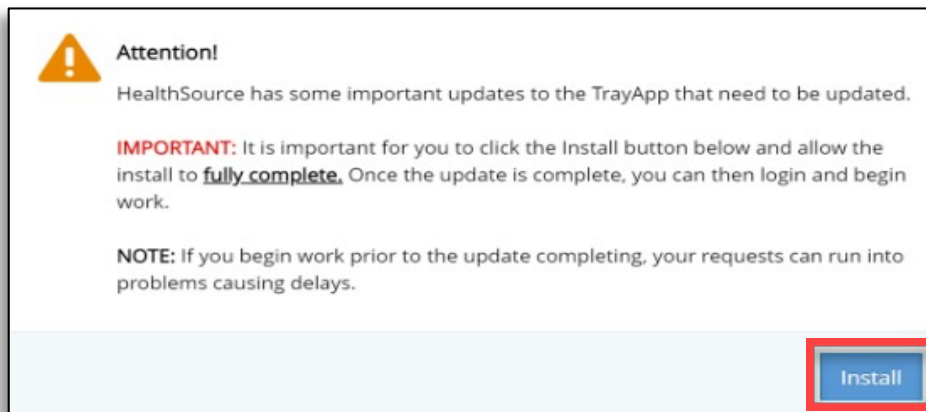 Attention!
HealthSource has some important updates to the TrayApp that need to be updated.
IMPORTANT: It is important for you to click the Install button below and allow the
install to fully complete. Once the update is complete, you can then login and begin
work.
NOTE: If you begin work prior to the update completing, your requests can run into
problems causing delays.
Install